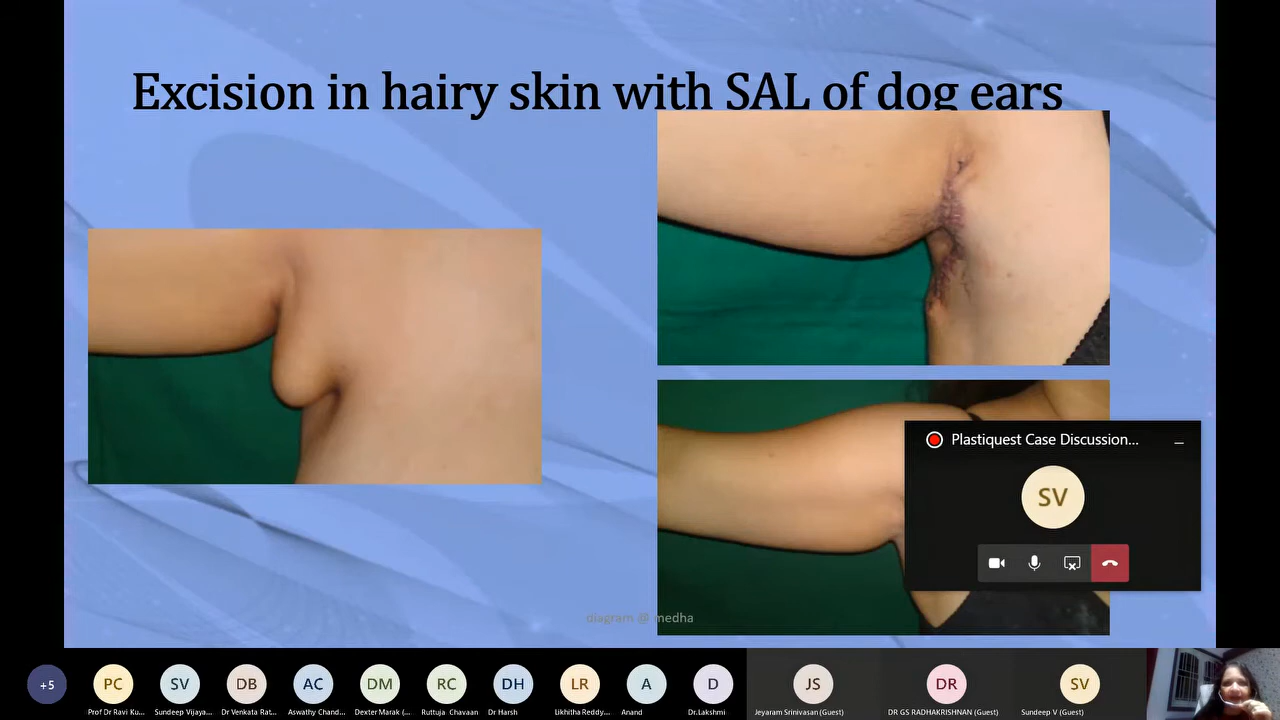 Excision in hairy skin with SAL of dog ears
Plastiquest Case Discussion...
SV
diagram @ medha
+5
PC
SV
DB
AC
DM
RC
DH
LR
A
D
JS
DR
SV
Prof Dr Ravi Ku...
Sundeep Vijaya...
Dr Venkata Rat...
Aswathy Chand...
Dexter Marak (...
Ruttuja Chavaan
Dr Harsh
Likhitha Reddy...
Anand
Dr.Lakshmi
Jeyaram Srinivasan (Guest)
DR GS RADHAKRISHNAN (Guest)
Sundeep V (Guest)